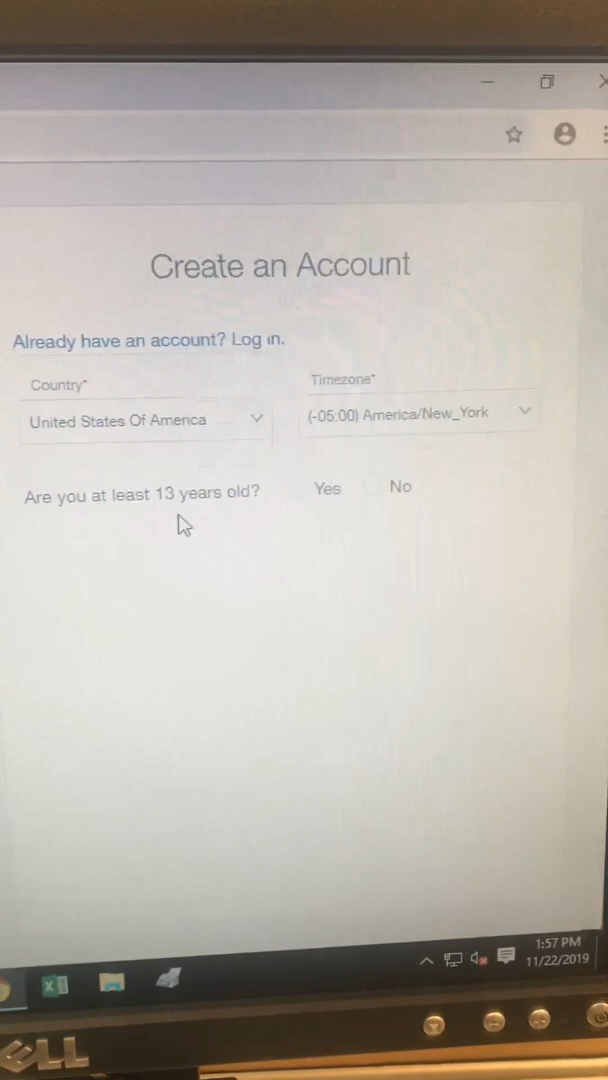 Create an Account
Already have an account? Log in.
Country*
Timezone*
United States Of America
(-05:00) America/New_York
Are you at least 13 years old?
Yes
No
1:57 PM
11/22/2019
DELL